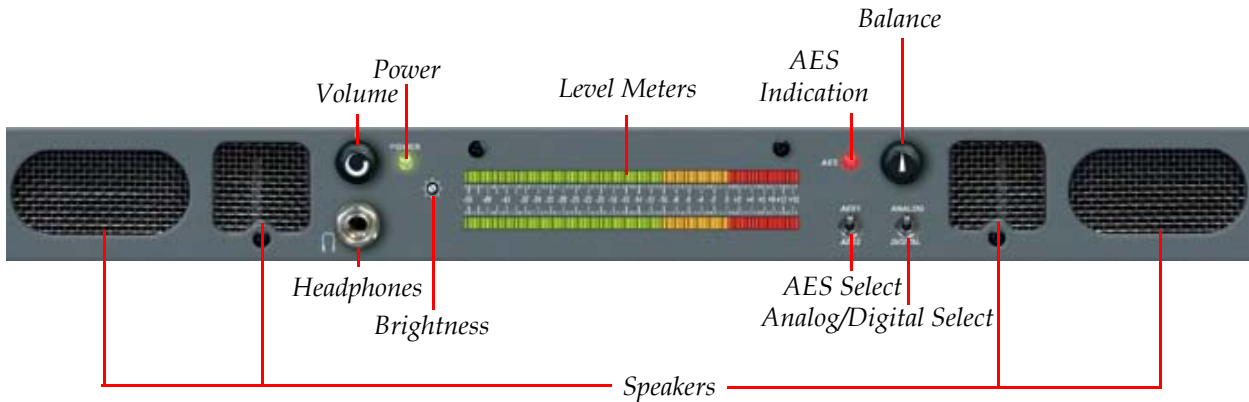 Balance
Power
AES
Indication
Volume
Level Meters
POWER
AES
AES1
ANALOG
AES2
DIGITAL
Headphones
AES Select
Brightness
Analog/Digital Select
Speakers